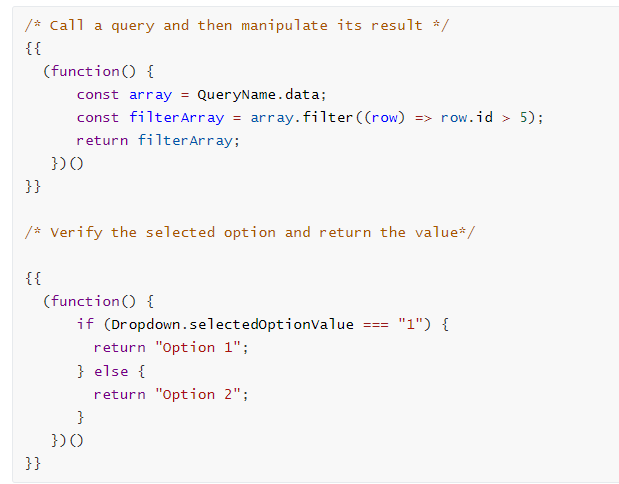 /* Call a query and then manipulate its result */
{{
  (function() {
      const array = QueryName.data;
      const filterArray = array.filter((row) => row.id > 5);
      return filterArray;
   })()
}}

/* Verify the selected option and return the value*/

{{
  (function() {
      if (Dropdown.selectedOptionValue === "1") {
        return "Option 1";
      } else {
        return "Option 2";
      }
   })()
}}